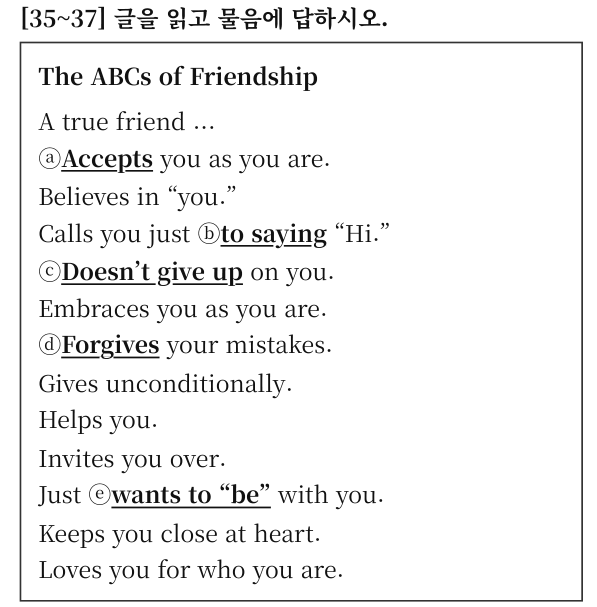 [35~37] 글을 읽고 물음에 답하시오.
The ABCs of Friendship
A true friend …
ⓐAccepts you as you are.
Believes in “you.”
Calls you just ⓑto saying “Hi.”
ⓒDoesn’t give up on you.
Embraces you as you are.
ⓓForgives your mistakes.
Gives unconditionally.
Helps you.
Invites you over.
Just ⓔwants to “be” with you.
Keeps you close at heart.
Loves you for who you are.